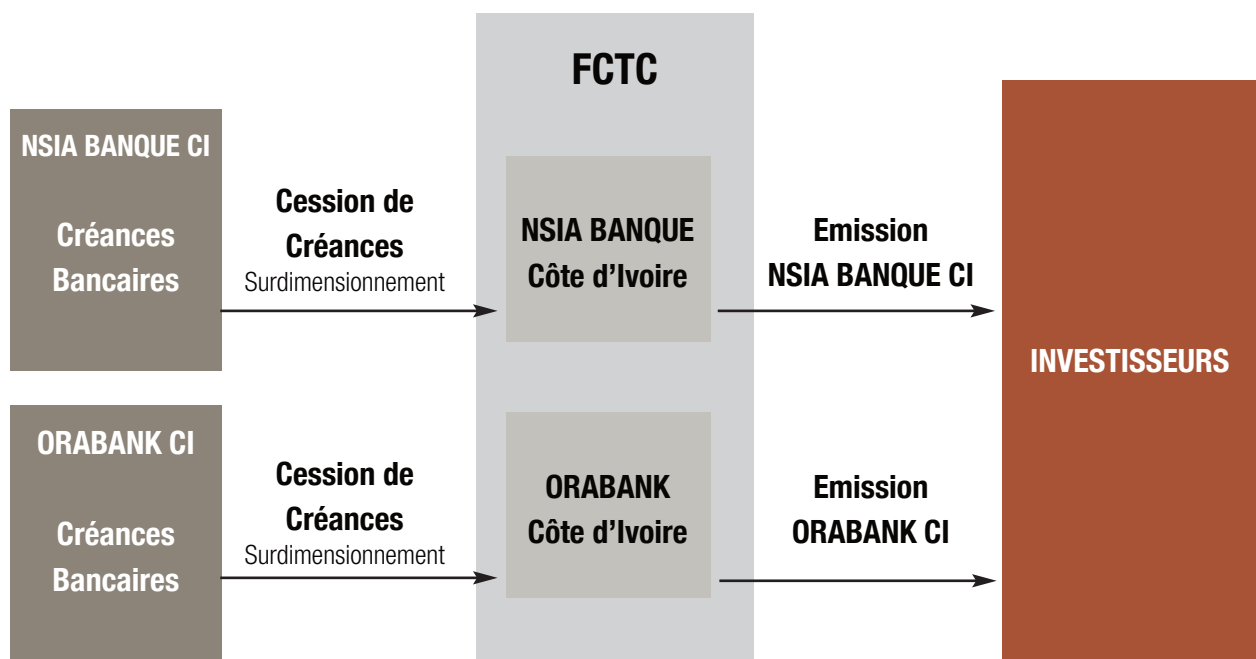 FCTC
NSIA BANQUE CI
Créances
Bancaires
Cession de
Créances
Surdimensionnement
NSIA BANQUE
Côte d’Ivoire
Emission
NSIA BANQUE CI
INVESTISSEURS
ORABANK CI
Créances
Bancaires
Cession de
Créances
Surdimensionnement
ORABANK
Côte d’Ivoire
Emission
ORABANK CI